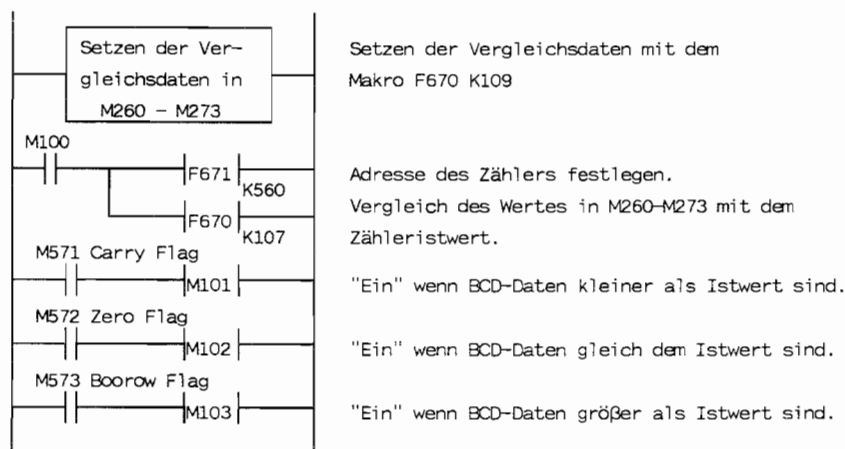 Setzen der Ver-
gleichsdaten in
M260 - M273
Setzen der Vergleichsdaten mit dem
Makro F670 K109
M100
F671
K560
Adresse des Zählers festlegen.
F670
K107
Vergleich des Wertes in M260-M273 mit dem
Zähleristwert.
M571 Carry Flag
M101
"Ein" wenn BCD-Daten kleiner als Istwert sind.
M572 Zero Flag
M102
"Ein" wenn BCD-Daten gleich dem Istwert sind.
M573 Boorow Flag
M103
"Ein" wenn BCD-Daten größer als Istwert sind.